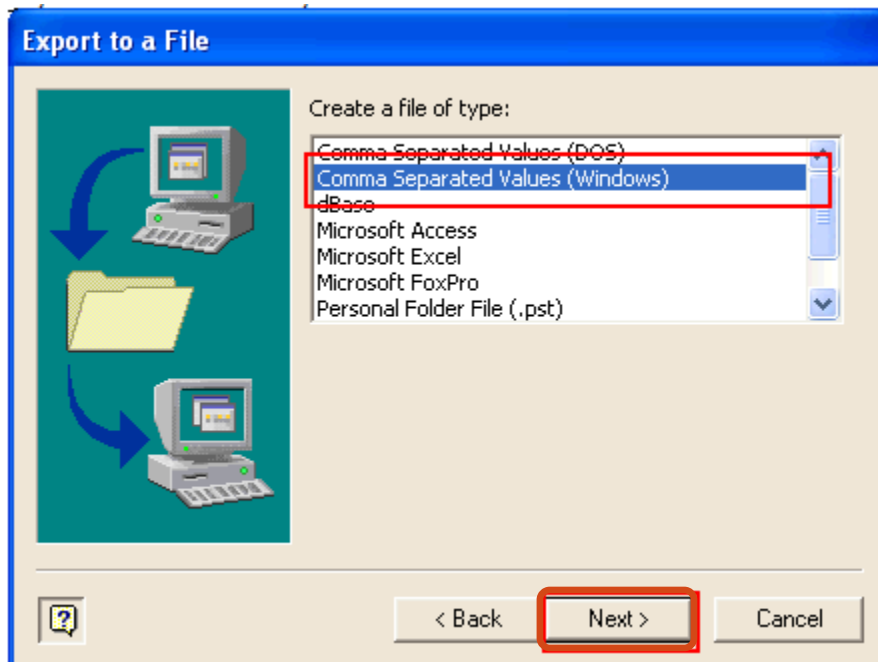 Export to a File
Create a file of type:
Comma Separated Values (DOS)
Comma Separated Values (Windows)
dBase
Microsoft Access
Microsoft Excel
Microsoft FoxPro
Personal Folder File (.pst)
?
< Back Next > Cancel